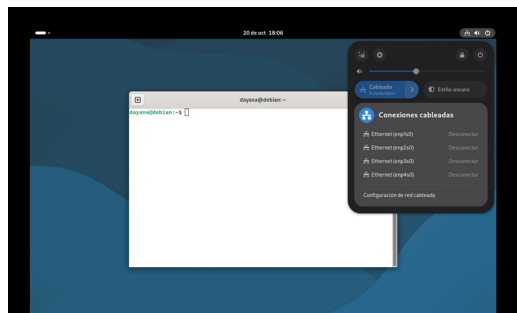 20 de oct 18:06
Cableado
4 conectados
Estilo oscuro
dayana@debian: ~
dayana@debian:~$
Conexiones cableadas
Ethernet (enp1s0) Desconectar
Ethernet (enp2s0) Desconectar
Ethernet (enp3s0) Desconectar
Ethernet (enp4s0) Desconectar
Configuración de red cableada